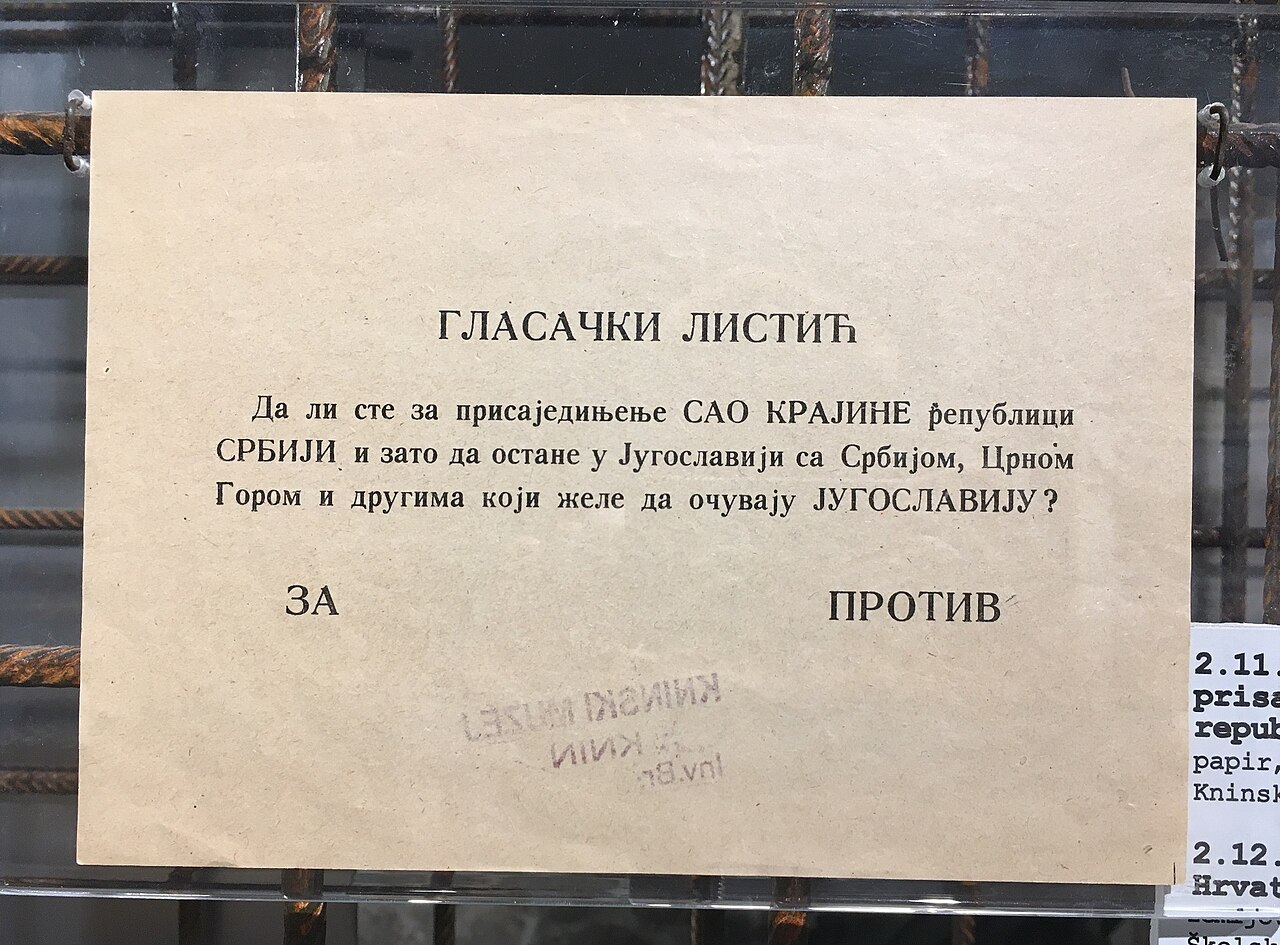 ГЛАСАЧКИ ЛИСТИЋ
Да ли сте за присаједињење САО КРАЈИНЕ републици
СРБИЈИ и зато да остане у Југославији са Србијом, Црном
Гором и другима који желе да очувају ЈУГОСЛАВИЈУ?
ЗА ПРОТИВ
KNINSKI MUZEJ
KNIN
Inv.Br.
2.11.
prisa
repub
papir,
Kninsk
2.12.
Hrvat
Školsk